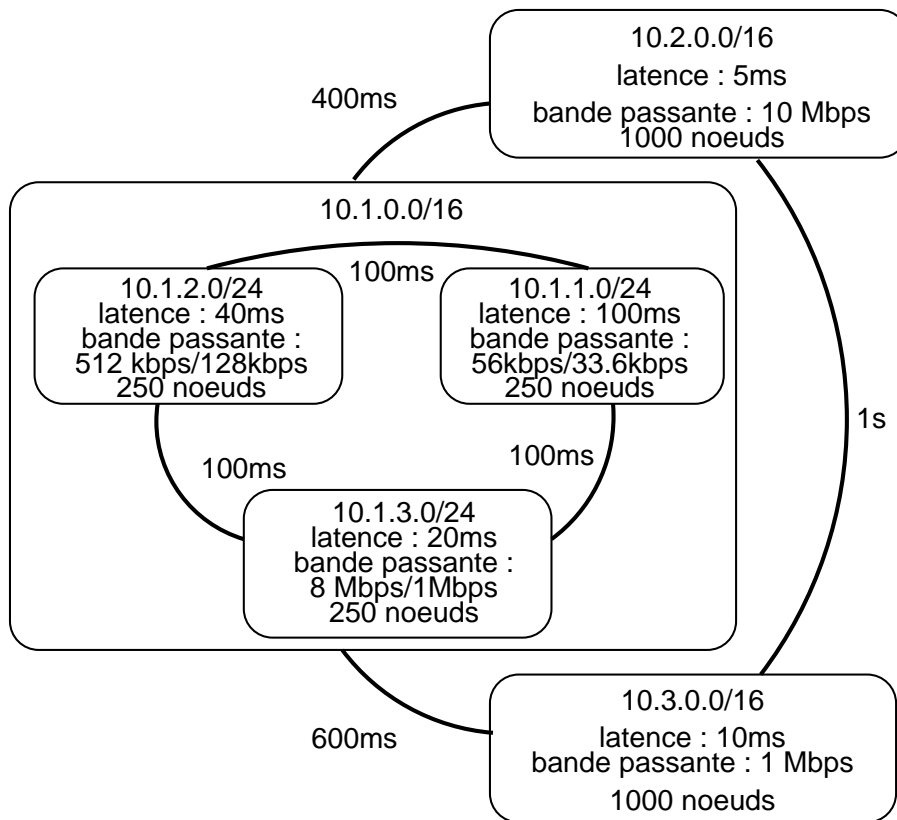 10.2.0.0/16
latence : 5ms
bande passante : 10 Mbps
1000 noeuds
400ms
10.1.0.0/16
100ms
10.1.2.0/24
latence : 40ms
bande passante :
512 kbps/128kbps
250 noeuds
10.1.1.0/24
latence : 100ms
bande passante :
56kbps/33.6kbps
250 noeuds
1s
100ms
100ms
10.1.3.0/24
latence : 20ms
bande passante :
8 Mbps/1Mbps
250 noeuds
600ms
10.3.0.0/16
latence : 10ms
bande passante : 1 Mbps
1000 noeuds